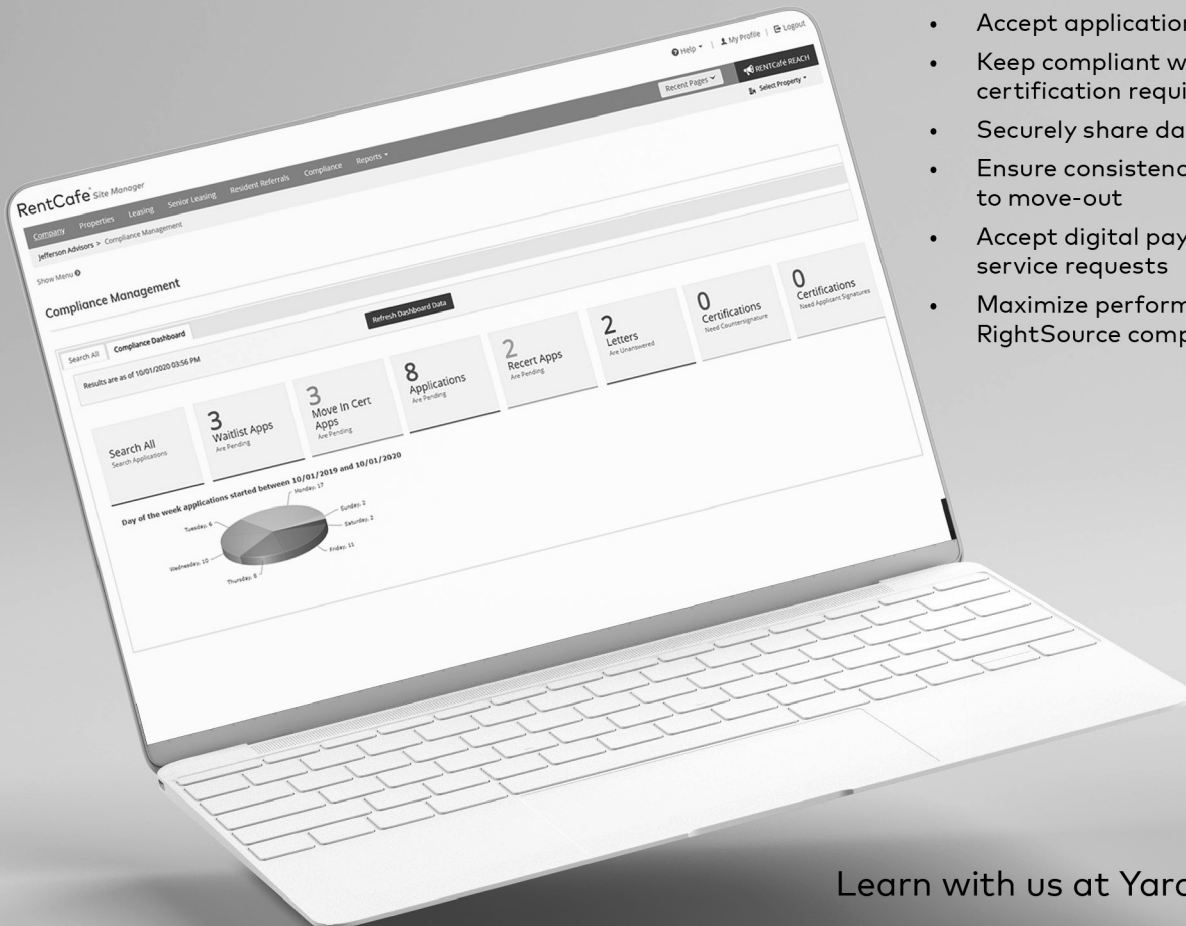 Help | My Profile | Logout
Recent Pages RENTCafé REACH
Select Property
RentCafe Site Manager
Company Properties Leasing Senior Leasing Resident Referrals Compliance Reports
Jefferson Advisors > Compliance Management
Show Menu
Compliance Management
Search All Compliance Dashboard
Refresh Dashboard Data
Results are as of 10/01/2020 03:56 PM
Search All
Search Applications
3
Waitlist Apps
Are Pending
3
Move In Cert
Apps
Are Pending
8
Applications
Are Pending
2
Recert Apps
Are Pending
2
Letters
Are Unanswered
0
Certifications
Need Countersignature
0
Certifications
Need Applicant Signatures
Day of the week applications started between 10/01/2019 and 10/01/2020
Monday, 17
Sunday, 2
Saturday, 2
Friday, 11
Thursday, 8
Wednesday, 10
Tuesday, 6
• Accept application
• Keep compliant w
certification requi
• Securely share da
• Ensure consistenc
to move-out
• Accept digital pay
service requests
• Maximize perform
RightSource comp
Learn with us at Yard